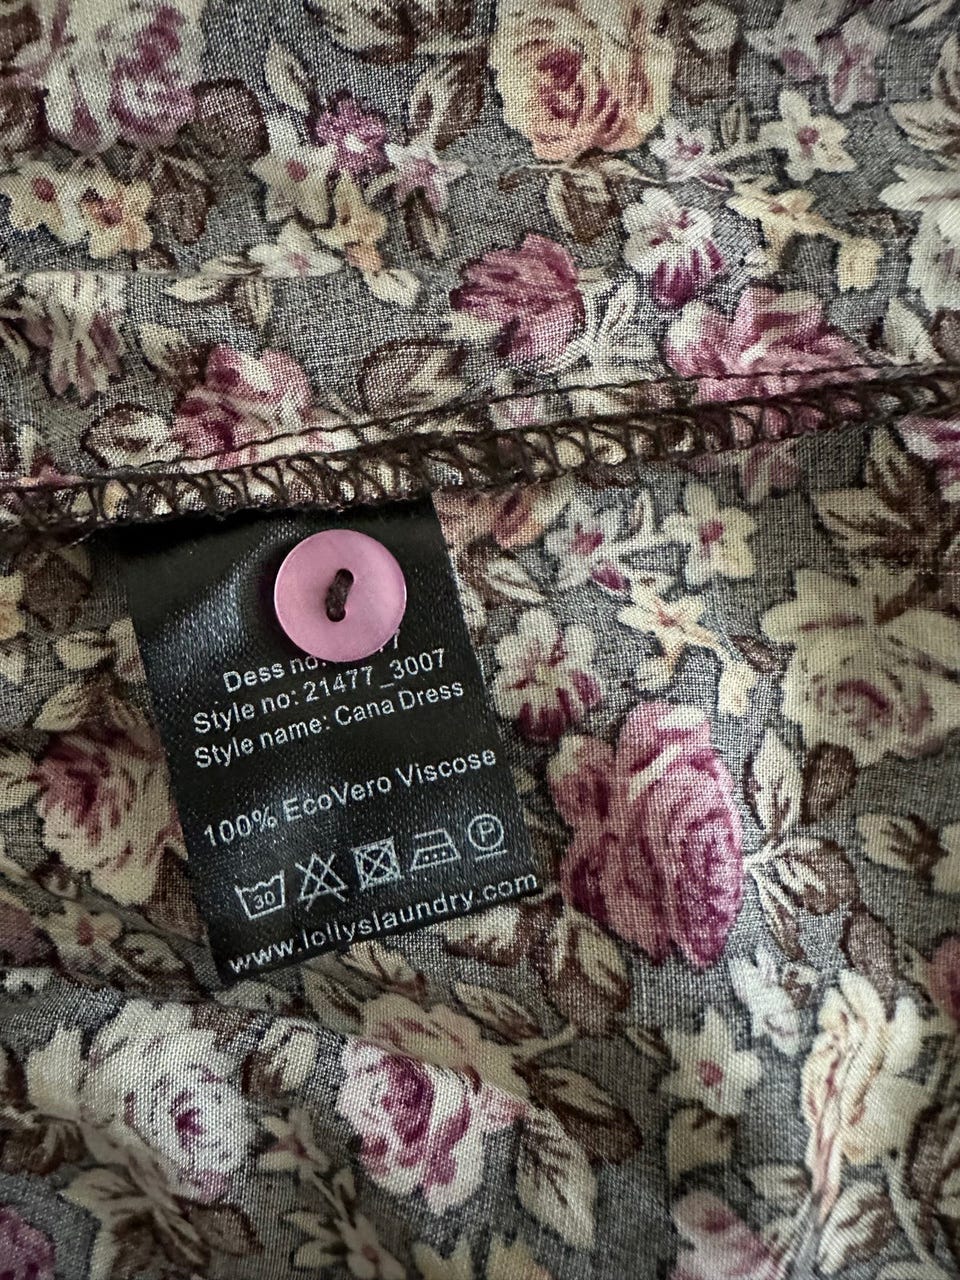 Dess no:
Style no: 21477_3007
Style name: Cana Dress
100% EcoVero Viscose
30 P
www.lollyslaundry.com